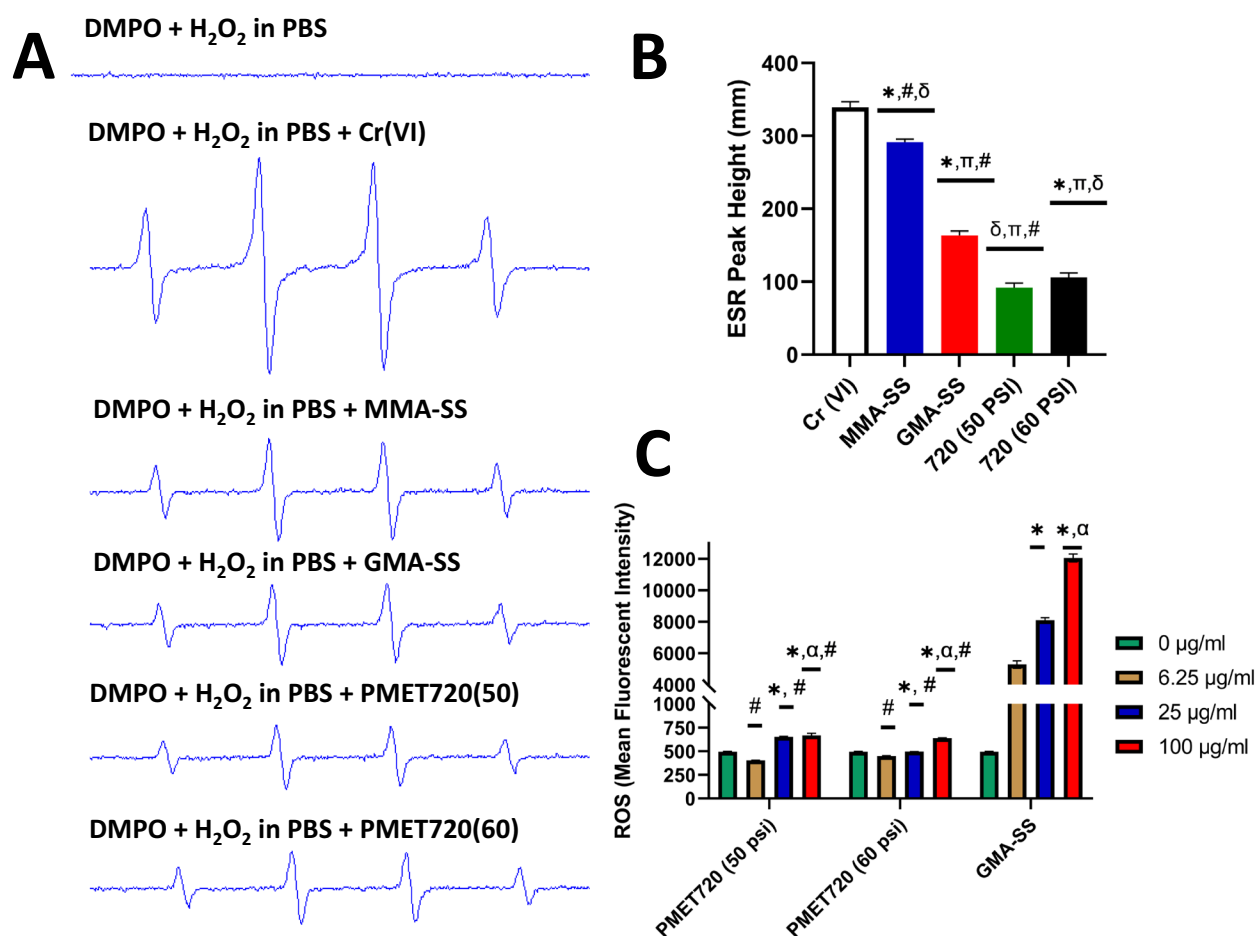 A
DMPO + H₂O₂ in PBS
DMPO + H₂O₂ in PBS + Cr(VI)
DMPO + H₂O₂ in PBS + MMA-SS
DMPO + H₂O₂ in PBS + GMA-SS
DMPO + H₂O₂ in PBS + PMET720(50)
DMPO + H₂O₂ in PBS + PMET720(60)
B
ESR Peak Height (mm)
400
300
200
100
0
*,#,δ
*,π,#
δ,π,#
*,π,δ
Cr (VI)
MMA-SS
GMA-SS
720 (50 PSI)
720 (60 PSI)
C
ROS (Mean Fluorescent Intensity)
12000
10000
8000
6000
4000
1000
750
500
250
0
#
*, #
*,α,#
#
*, #
*,α,#
*
*,α
PMET720 (50 psi)
PMET720 (60 psi)
GMA-SS
0 µg/ml
6.25 µg/ml
25 µg/ml
100 µg/ml